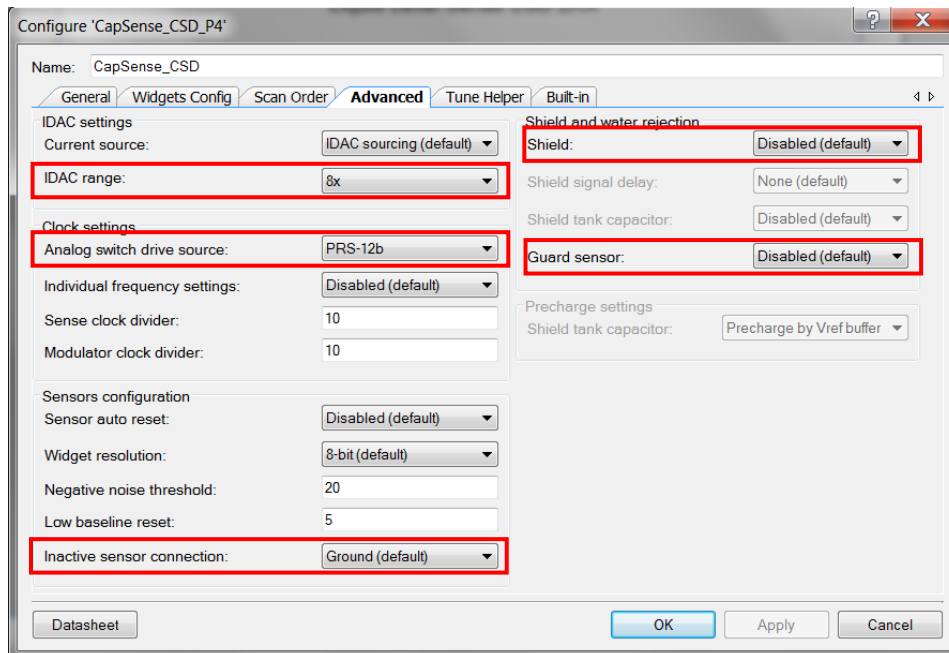 Configure 'CapSense_CSD_P4'
Name: CapSense_CSD
General Widgets Config Scan Order Advanced Tune Helper Built-in
IDAC settings
Current source: IDAC sourcing (default)
IDAC range: 8x
Clock settings
Analog switch drive source: PRS-12b
Individual frequency settings: Disabled (default)
Sense clock divider: 10
Modulator clock divider: 10
Sensors configuration
Sensor auto reset: Disabled (default)
Widget resolution: 8-bit (default)
Negative noise threshold: 20
Low baseline reset: 5
Inactive sensor connection: Ground (default)
Shield and water rejection
Shield: Disabled (default)
Shield signal delay: None (default)
Shield tank capacitor: Disabled (default)
Guard sensor: Disabled (default)
Precharge settings
Shield tank capacitor: Precharge by Vref buffer
Datasheet OK Apply Cancel